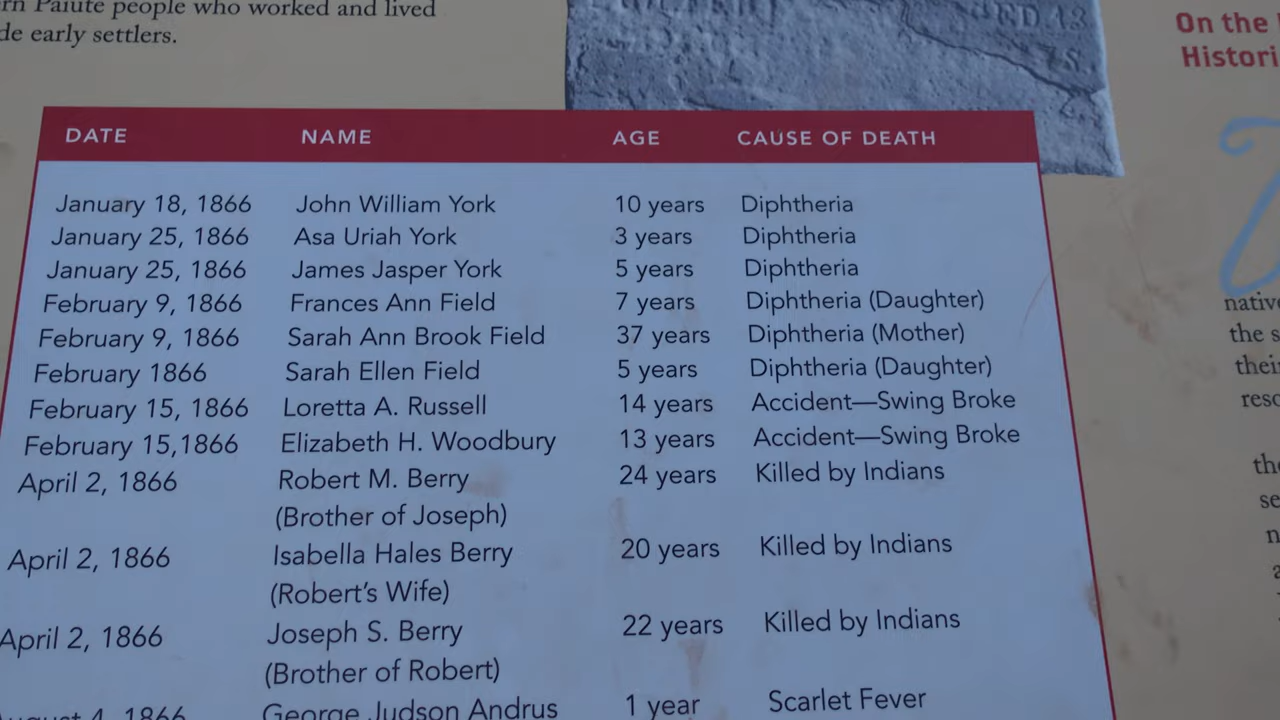 Paiute people who worked and lived
early settlers.
On the
DATE NAME AGE CAUSE OF DEATH
January 18, 1866 John William York 10 years Diphtheria
January 25, 1866 Asa Uriah York 3 years Diphtheria
January 25, 1866 James Jasper York 5 years Diphtheria
February 9, 1866 Frances Ann Field 7 years Diphtheria (Daughter)
February 9, 1866 Sarah Ann Brook Field 37 years Diphtheria (Mother)
February 1866 Sarah Ellen Field 5 years Diphtheria (Daughter)
February 15, 1866 Loretta A. Russell 14 years Accident—Swing Broke
February 15,1866 Elizabeth H. Woodbury 13 years Accident—Swing Broke
April 2, 1866 Robert M. Berry 24 years Killed by Indians
(Brother of Joseph)
April 2, 1866 Isabella Hales Berry 20 years Killed by Indians
(Robert's Wife)
April 2, 1866 Joseph S. Berry 22 years Killed by Indians
(Brother of Robert)
4, 1866 George Judson Andrus 1 year Scarlet Fever
the